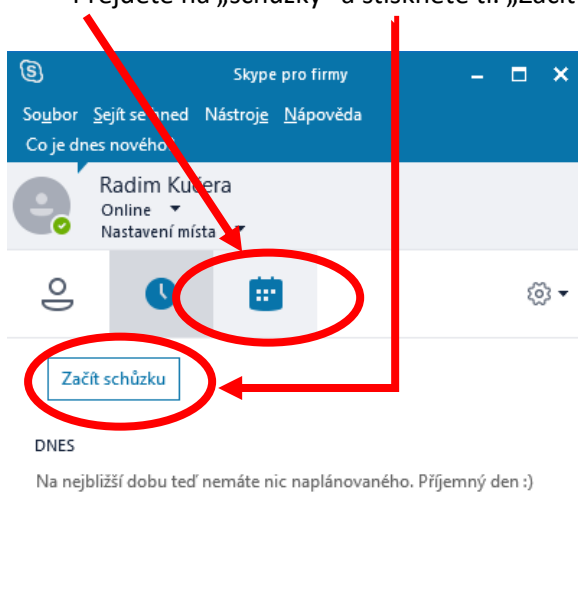 Přejděte na „schůzky“ a stiskněte tl. „Začít
Skype pro firmy
Soubor Sejít se hned Nástroje Nápověda
Co je dnes nového?
Radim Kučera
Online
Nastavení místa
Začít schůzku
DNES
Na nejbližší dobu teď nemáte nic naplánovaného. Příjemný den :)